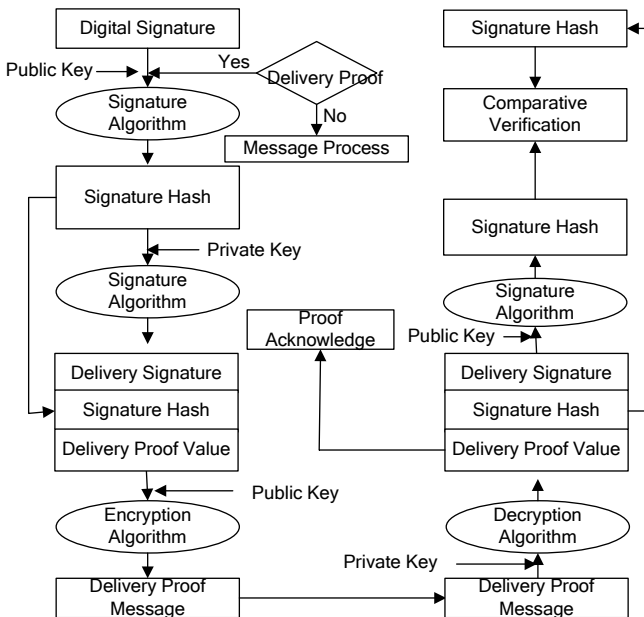 Digital Signature
Public Key
Yes
Delivery Proof
No
Message Process
Signature
Algorithm
Signature Hash
Private Key
Signature
Algorithm
Delivery Signature
Signature Hash
Delivery Proof Value
Public Key
Encryption
Algorithm
Delivery Proof
Message
Proof
Acknowledge
Signature Hash
Comparative
Verification
Signature Hash
Signature
Algorithm
Public Key
Delivery Signature
Signature Hash
Delivery Proof Value
Decryption
Algorithm
Private Key
Delivery Proof
Message